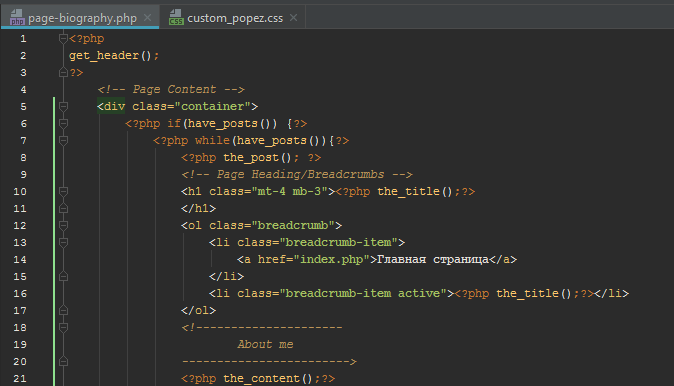 page-biography.php custom_popez.css
1 <?php
2 get_header();
3 ?>
4 <!-- Page Content -->
5 <div class="container">
6 <?php if(have_posts()) {?>
7 <?php while(have_posts()){?>
8 <?php the_post(); ?>
9 <!-- Page Heading/Breadcrumbs -->
10 <h1 class="mt-4 mb-3"><?php the_title();?>
11 </h1>
12 <ol class="breadcrumb">
13 <li class="breadcrumb-item">
14 <a href="index.php">Главная страница</a>
15 </li>
16 <li class="breadcrumb-item active"><?php the_title();?></li>
17 </ol>
18 <!---------------------
19 About me
20 ----------------------->
21 <?php the_content();?>